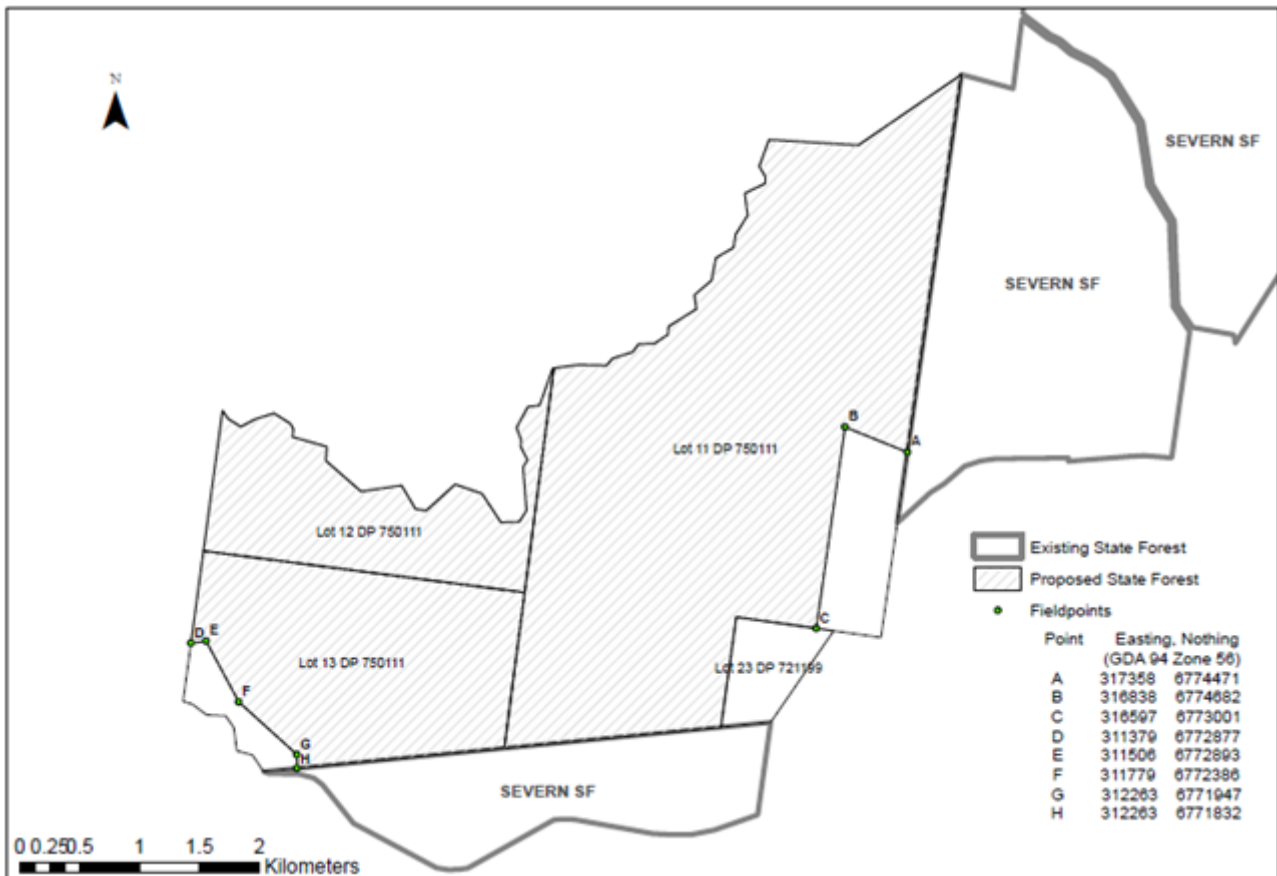 N
SEVERN SF
SEVERN SF
B
A
Lot 11 DP 750111
Lot 12 DP 750111
Existing State Forest
Proposed State Forest
Fieldpoints
C
D E
Lot 13 DP 750111
Lot 23 DP 721199
F
G
H
SEVERN SF
Point Easting, Nothing
(GDA 94 Zone 56)
A 317358 6774471
B 316838 6774682
C 316597 6773001
D 311379 6772877
E 311506 6772893
F 311779 6772386
G 312263 6771947
H 312263 6771832
0 0.25 0.5 1 1.5 2
Kilometers